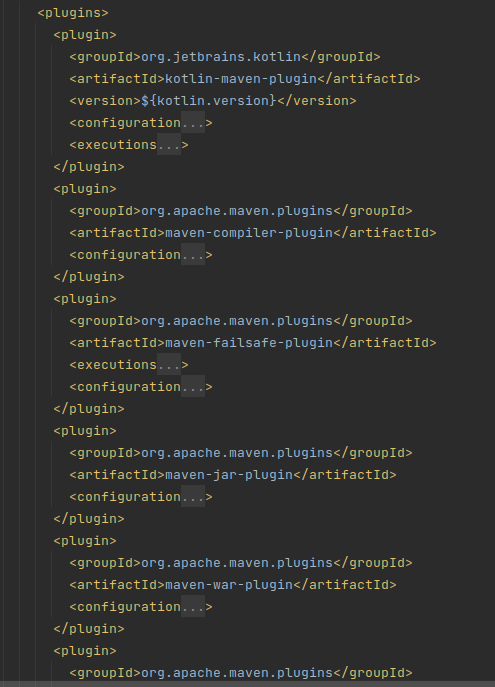 <plugins>
<plugin>
<groupId>org.jetbrains.kotlin</groupId>
<artifactId>kotlin-maven-plugin</artifactId>
<version>${kotlin.version}</version>
<configuration...>
<executions...>
</plugin>
<plugin>
<groupId>org.apache.maven.plugins</groupId>
<artifactId>maven-compiler-plugin</artifactId>
<configuration...>
</plugin>
<plugin>
<groupId>org.apache.maven.plugins</groupId>
<artifactId>maven-failsafe-plugin</artifactId>
<executions...>
<configuration...>
</plugin>
<plugin>
<groupId>org.apache.maven.plugins</groupId>
<artifactId>maven-jar-plugin</artifactId>
<configuration...>
</plugin>
<plugin>
<groupId>org.apache.maven.plugins</groupId>
<artifactId>maven-war-plugin</artifactId>
<configuration...>
</plugin>
<plugin>
<groupId>org.apache.maven.plugins</groupId>